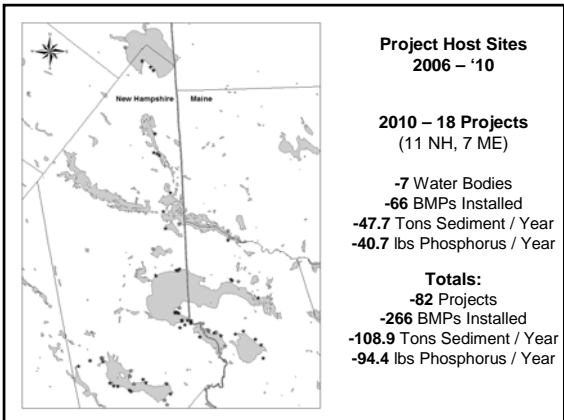 New Hampshire
Maine
Project Host Sites
2006 – ‘10
2010 – 18 Projects
(11 NH, 7 ME)
-7 Water Bodies
-66 BMPs Installed
-47.7 Tons Sediment / Year
-40.7 lbs Phosphorus / Year
Totals:
-82 Projects
-266 BMPs Installed
-108.9 Tons Sediment / Year
-94.4 lbs Phosphorus / Year